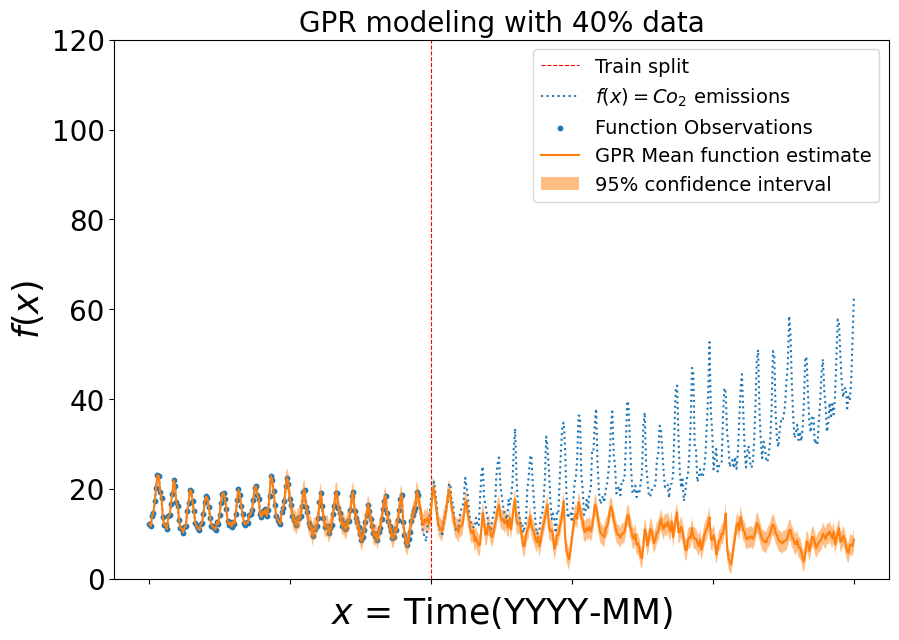 GPR modeling with 40% data
120
100
80
60
40
20
0
f(x)
Train split
f(x) = Co₂ emissions
Function Observations
GPR Mean function estimate
95% confidence interval
x = Time(YYYY-MM)